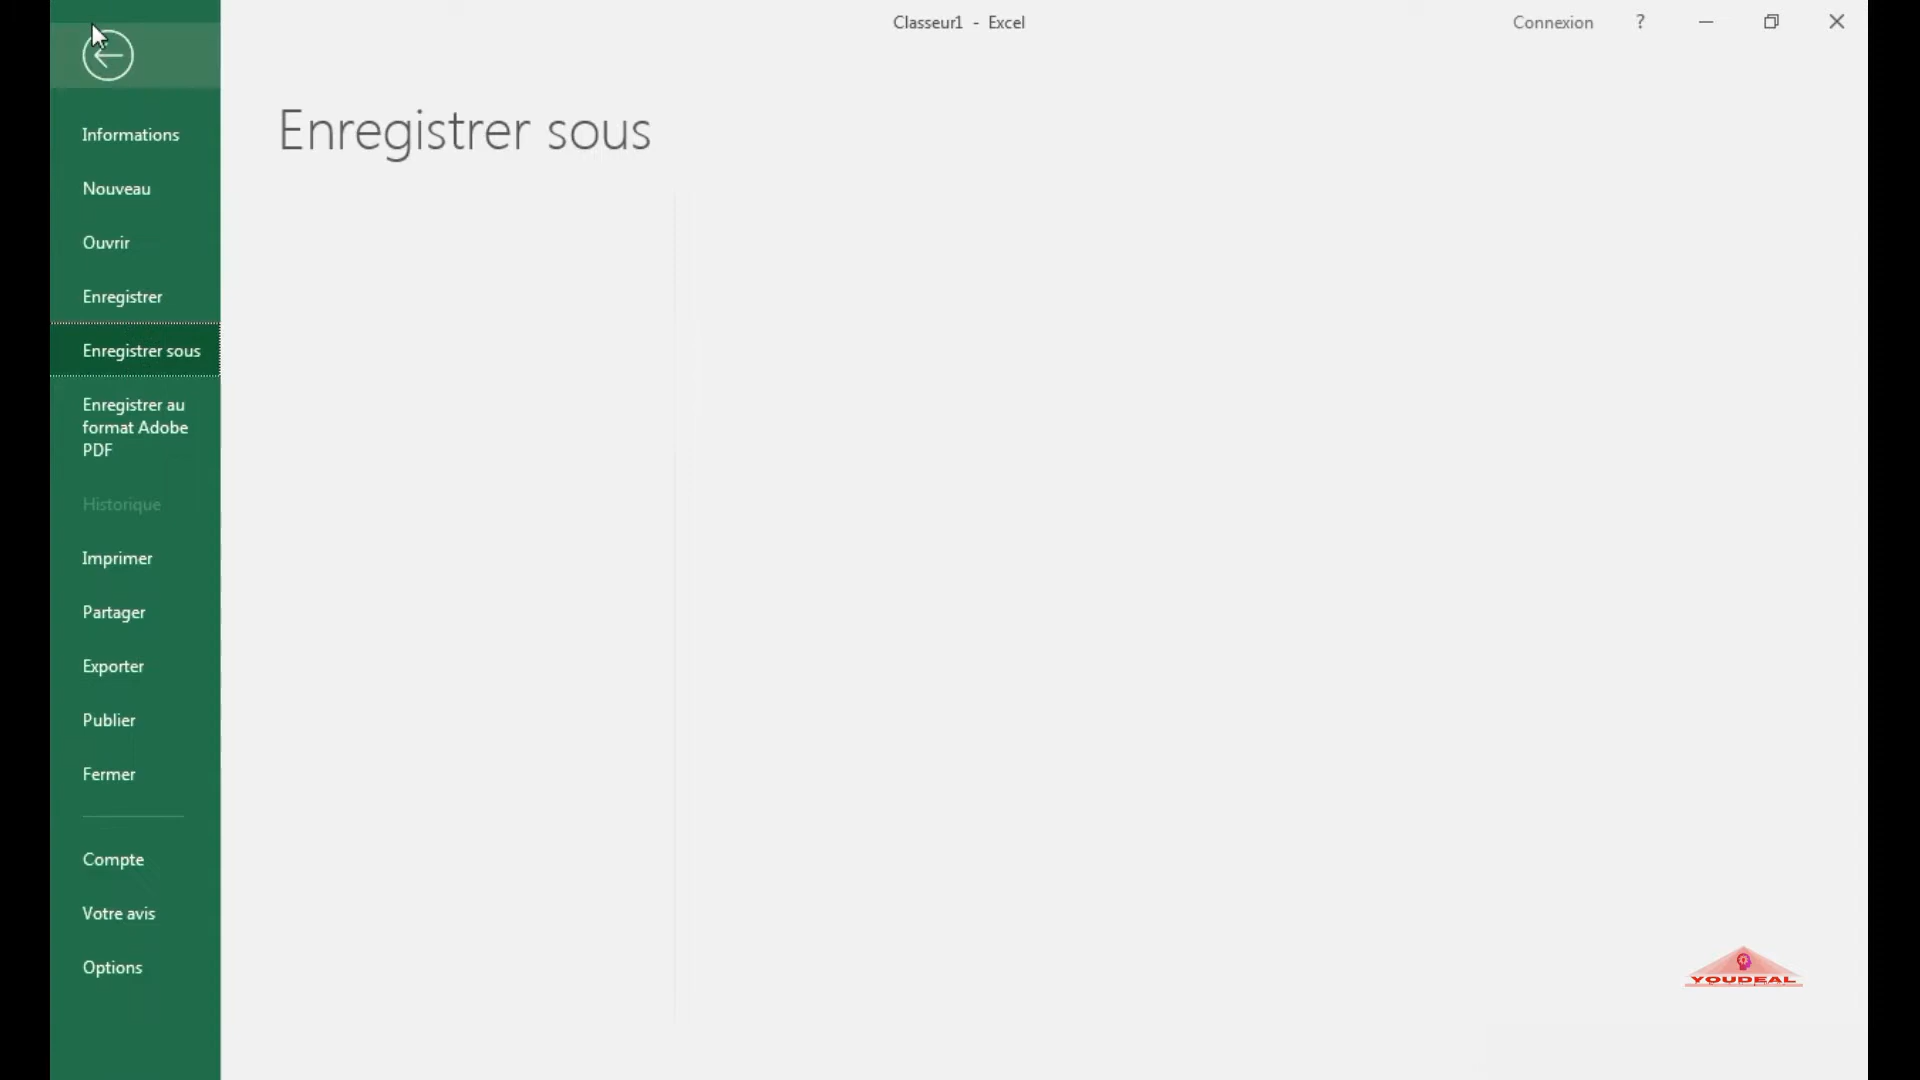 Classeur1 - Excel
Connexion
?
Enregistrer sous
Informations
Nouveau
Ouvrir
Enregistrer
Enregistrer sous
Enregistrer au
format Adobe
PDF
Historique
Imprimer
Partager
Exporter
Publier
Fermer
Compte
Votre avis
Options
YOUDEAL